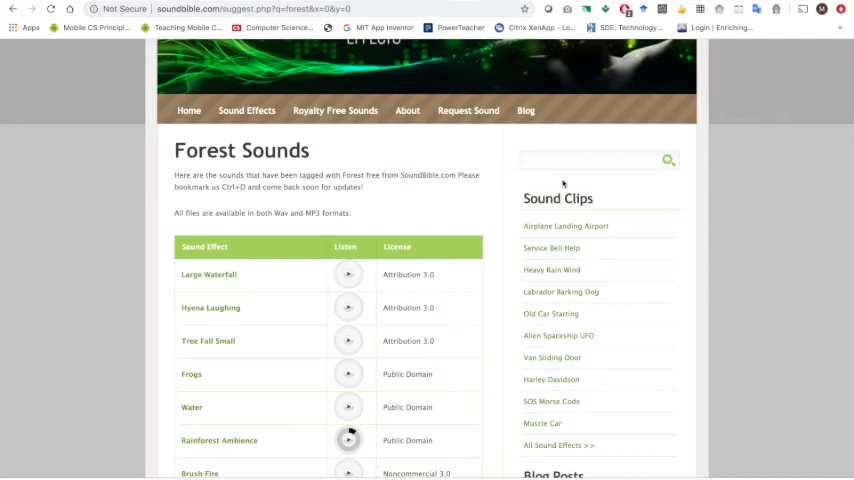 Not Secure | soundbible.com/suggest.php?q=forest&x=0&y=0
Apps
Mobile CS Princípl...
Teaching Mobile C...
Computer Science...
MIT App Inventor
PowerTeacher
Citrix XenApp - Lo...
SDE: Technology...
Login | Enriching...
»
Home
Sound Effects
Royalty Free Sounds
About
Request Sound
Blog
Forest Sounds
Here are the sounds that have been tagged with Forest free from SoundBible.com Please
bookmark us Ctrl+D and come back soon for updates!
All files are available in both Wav and MP3 formats.
Sound Effect Listen License
Large Waterfall Attribution 3.0
Hyena Laughing Attribution 3.0
Tree Fall Small Attribution 3.0
Frogs Public Domain
Water Public Domain
Rainforest Ambience Public Domain
Brush Fire Noncommercial 3.0
Sound Clips
Airplane Landing Airport
Service Bell Help
Heavy Rain Wind
Labrador Barking Dog
Old Car Starting
Alien Spaceship UFO
Van Sliding Door
Harley Davidson
SOS Morse Code
Muscle Car
All Sound Effects >>
Blog Posts